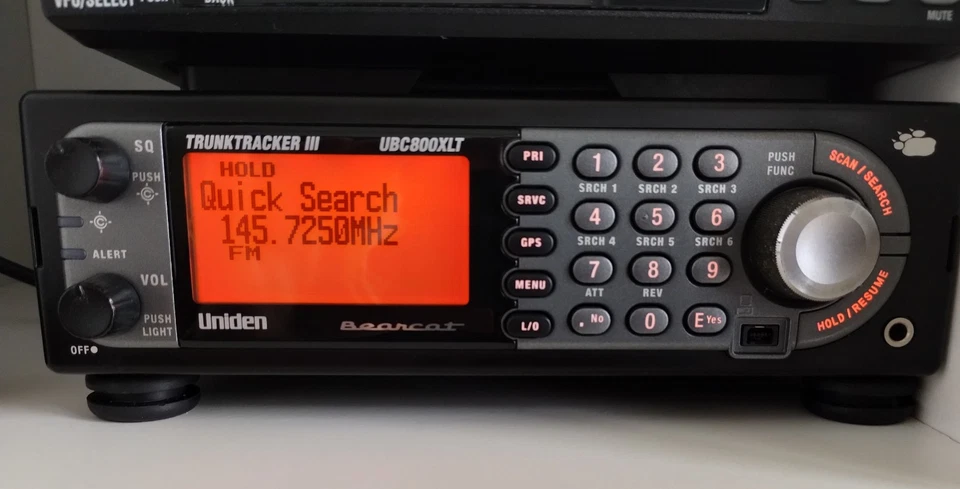 VFO/SELECT
MUTE
TRUNKTRACKER III UBC800XLT
SQ
PUSH
ALERT
VOL
PUSH
LIGHT
OFF
HOLD
Quick Search
145.7250MHz
FM
Uniden Bearcat
PRI
SRVC
GPS
MENU
L/O
1 2 3
SRCH 1 SRCH 2 SRCH 3
4 5 6
SRCH 4 SRCH 5 SRCH 6
7 8 9
ATT REV
. No 0 E Yes
PUSH
FUNC
SCAN/SEARCH
HOLD/RESUME